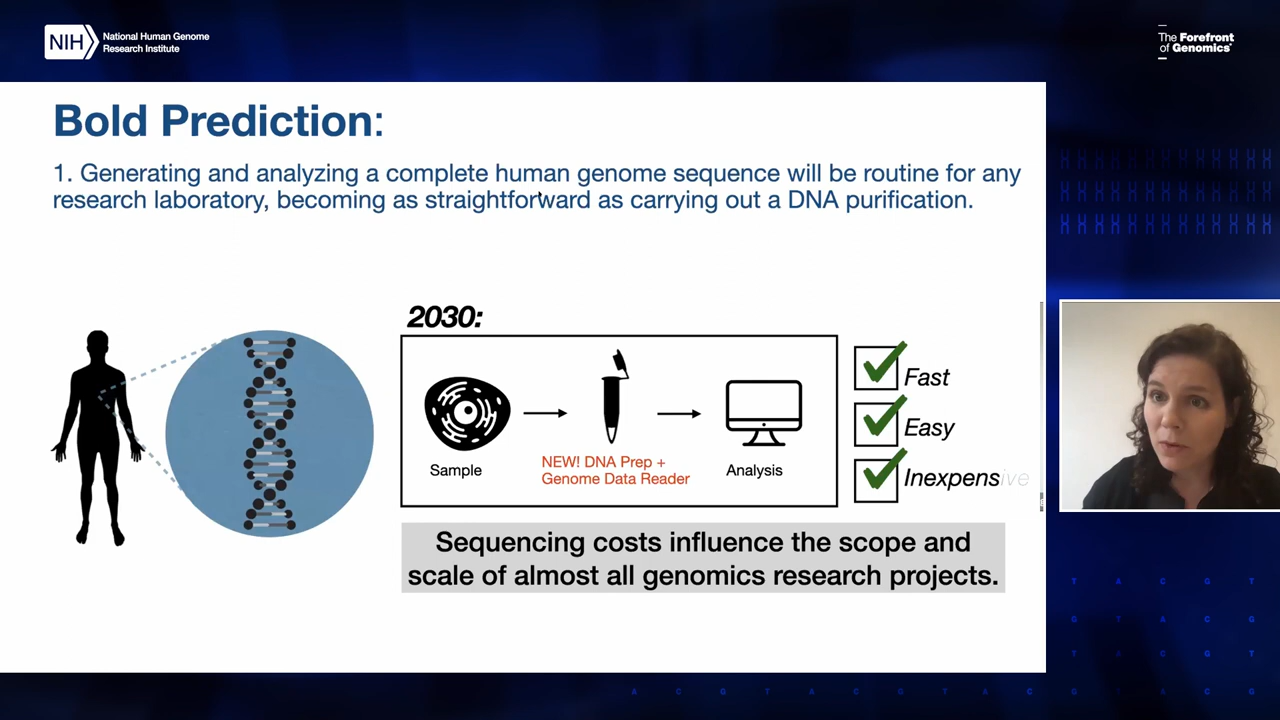 NIH
National Human Genome
Research Institute
The Forefront
of Genomics®
Bold Prediction:
1. Generating and analyzing a complete human genome sequence will be routine for any
research laboratory, becoming as straightforward as carrying out a DNA purification.
2030:
Sample
NEW! DNA Prep +
Genome Data Reader
Analysis
Fast
Easy
Inexpensive
Sequencing costs influence the scope and
scale of almost all genomics research projects.
T A C G T
G T A C G
T A C G T
A C G T A C G T A C G T A C G